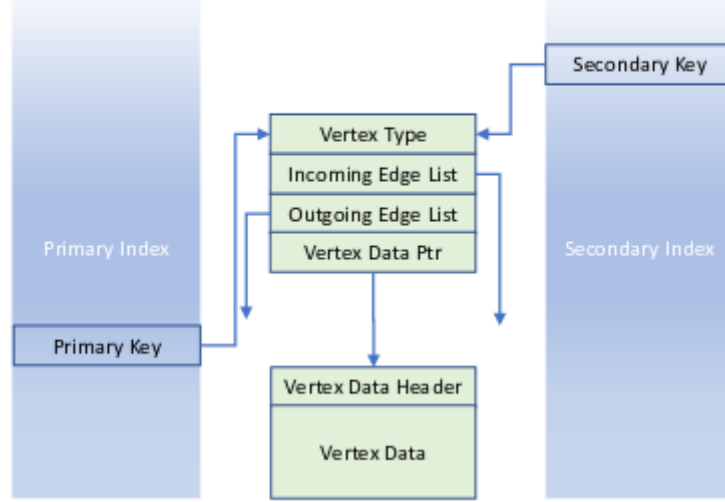 Secondary Key
Vertex Type
Incoming Edge List
Outgoing Edge List
Primary Index
Vertex Data Ptr
Secondary Index
Primary Key
Vertex Data Header
Vertex Data